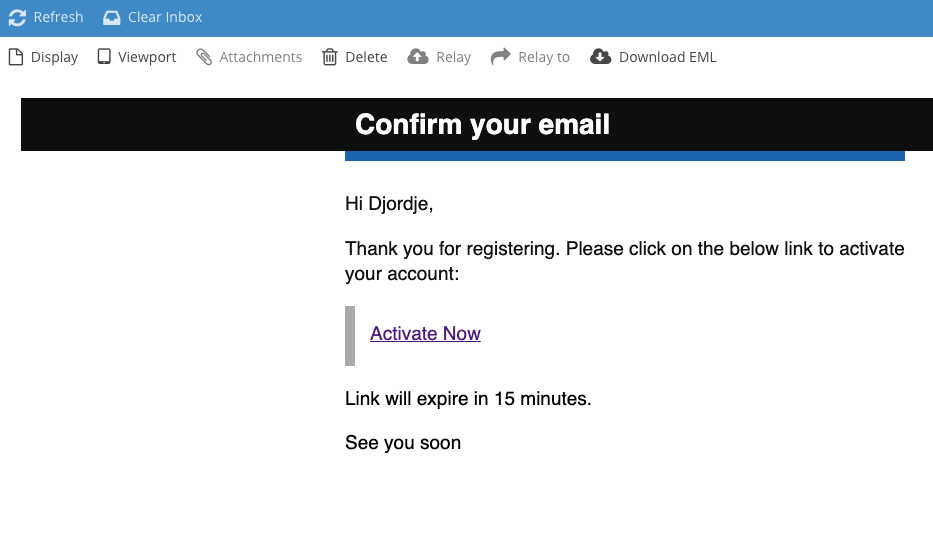 Refresh Clear Inbox
Display Viewport Attachments Delete Relay Relay to Download EML
Confirm your email
Hi Djordje,
Thank you for registering. Please click on the below link to activate
your account:
Activate Now
Link will expire in 15 minutes.
See you soon